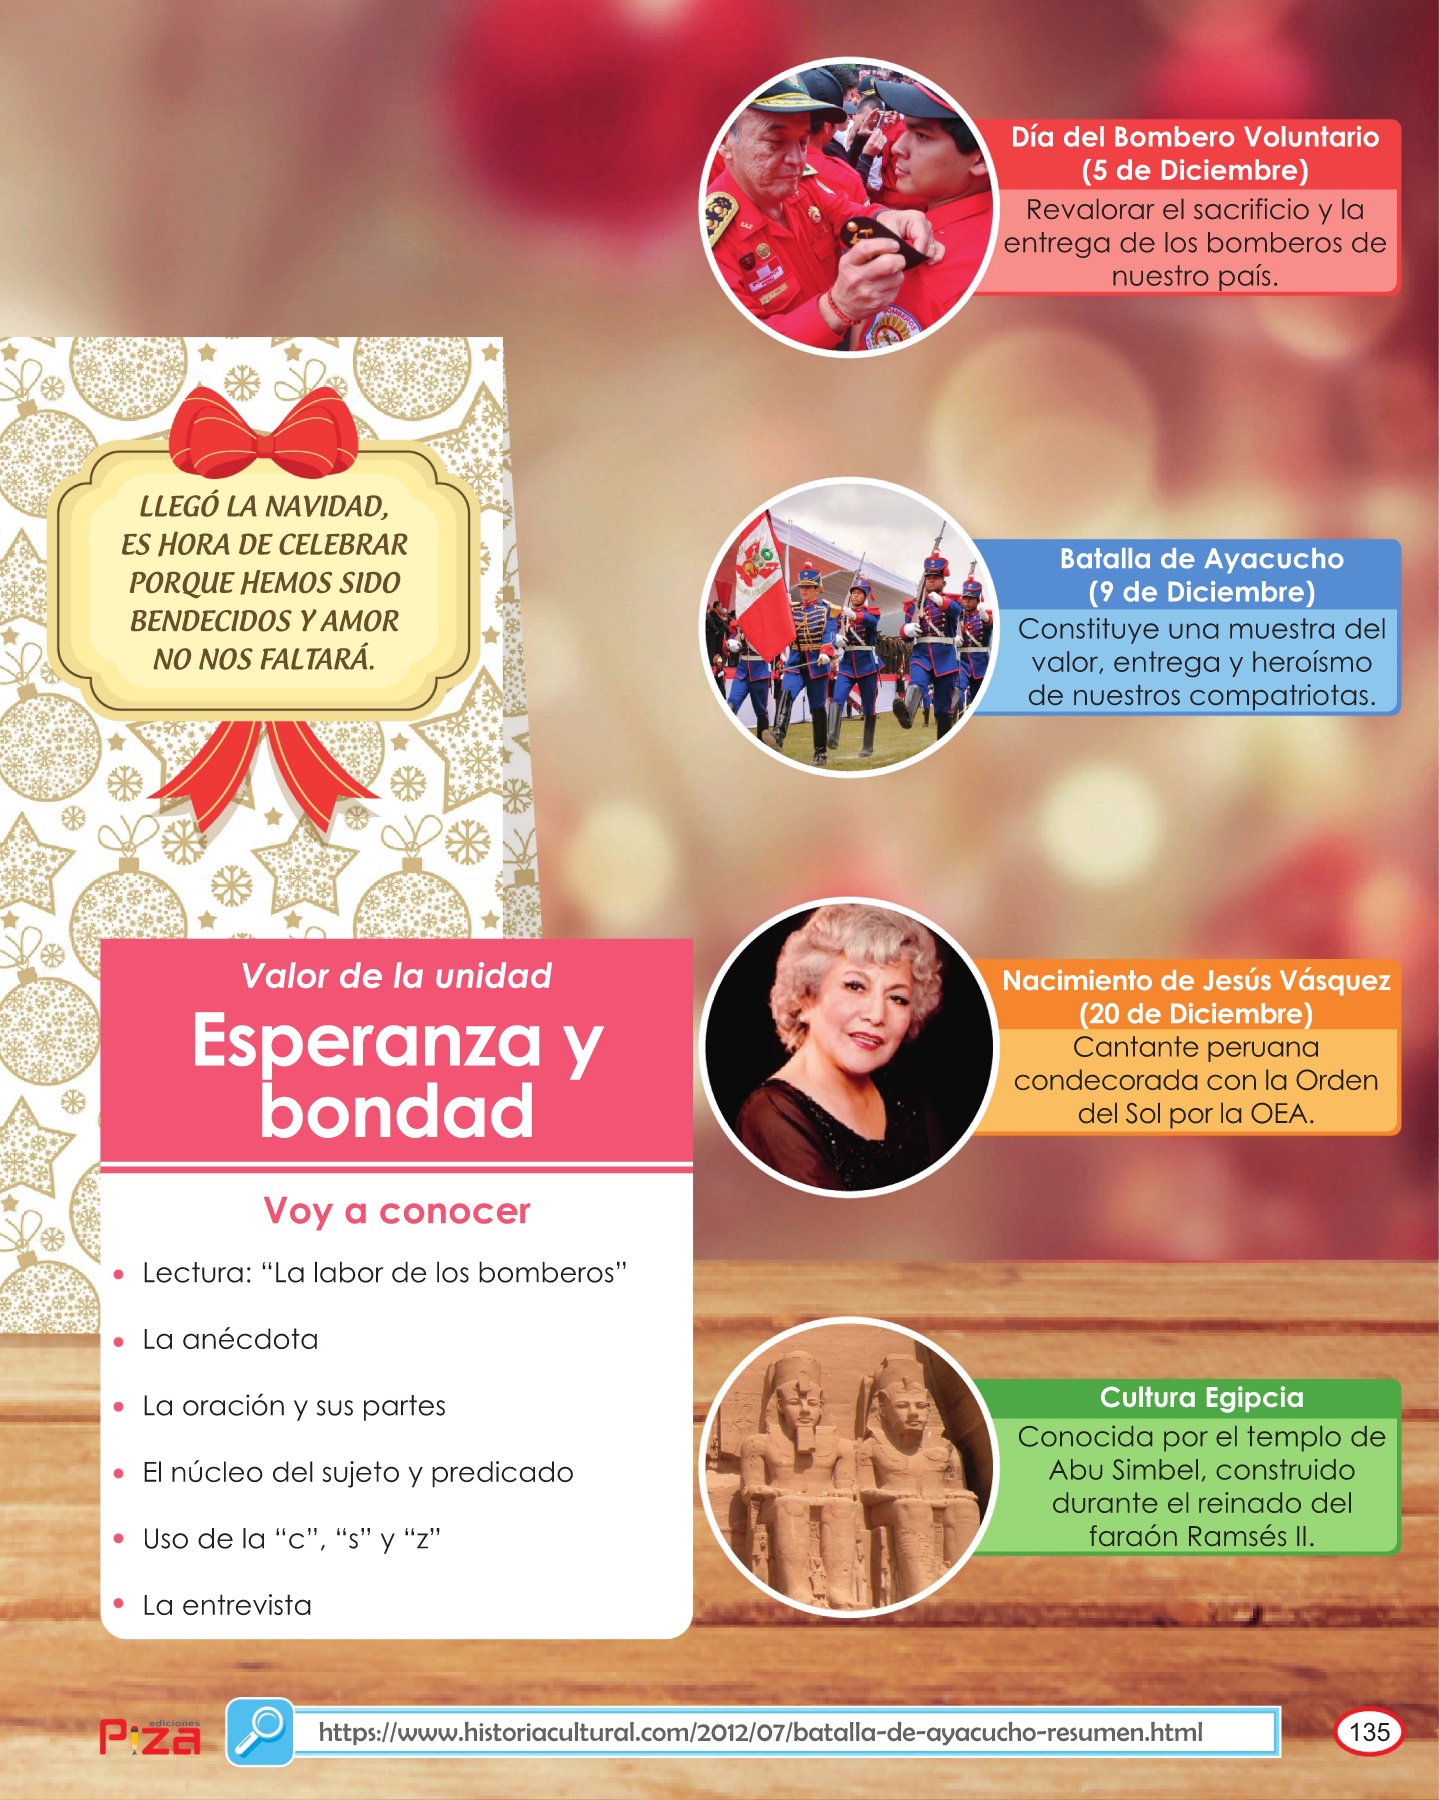 LLEGÓ LA NAVIDAD,
ES HORA DE CELEBRAR
PORQUE HEMOS SIDO
BENDECIDOS Y AMOR
NO NOS FALTARÁ.
Valor de la unidad
Esperanza y
bondad
Voy a conocer
• Lectura: “La labor de los bomberos”
• La anécdota
• La oración y sus partes
• El núcleo del sujeto y predicado
• Uso de la “c”, “s” y “z”
• La entrevista
Día del Bombero Voluntario
(5 de Diciembre)
Revalorar el sacrificio y la
entrega de los bomberos de
nuestro país.
Batalla de Ayacucho
(9 de Diciembre)
Constituye una muestra del
valor, entrega y heroísmo
de nuestros compatriotas.
Nacimiento de Jesús Vásquez
(20 de Diciembre)
Cantante peruana
condecorada con la Orden
del Sol por la OEA.
Cultura Egipcia
Conocida por el templo de
Abu Simbel, construido
durante el reinado del
faraón Ramsés II.
ediciones
Piza
https://www.historiacultural.com/2012/07/batalla-de-ayacucho-resumen.html
135